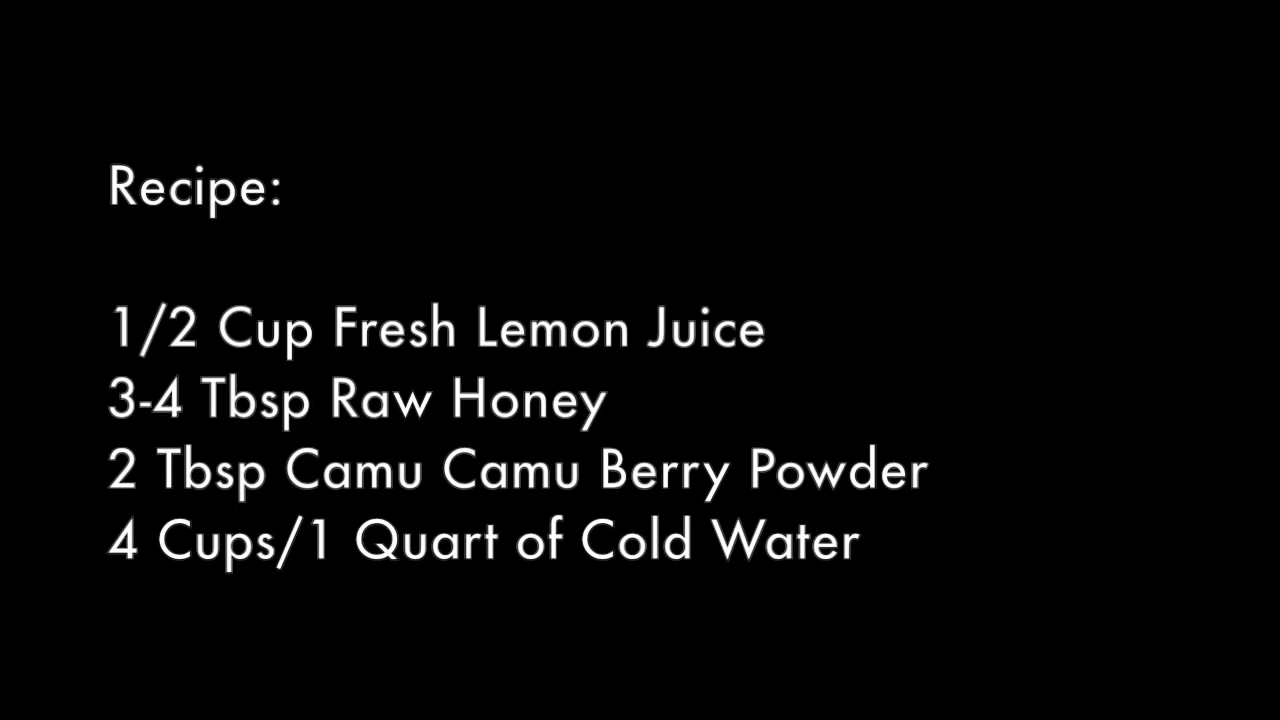 Recipe:
1/2 Cup Fresh Lemon Juice
3-4 Tbsp Raw Honey
2 Tbsp Camu Camu Berry Powder
4 Cups/1 Quart of Cold Water